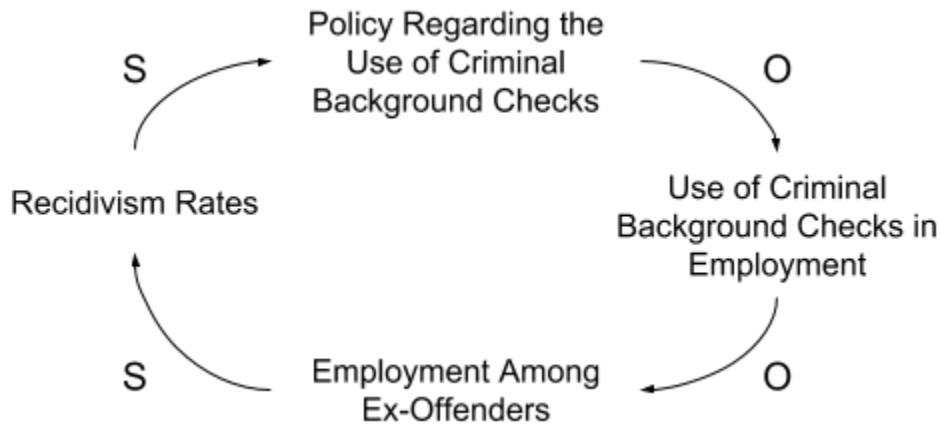 Policy Regarding the
Use of Criminal
Background Checks
S
O
Recidivism Rates
Use of Criminal
Background Checks in
Employment
S
Employment Among
Ex-Offenders
O